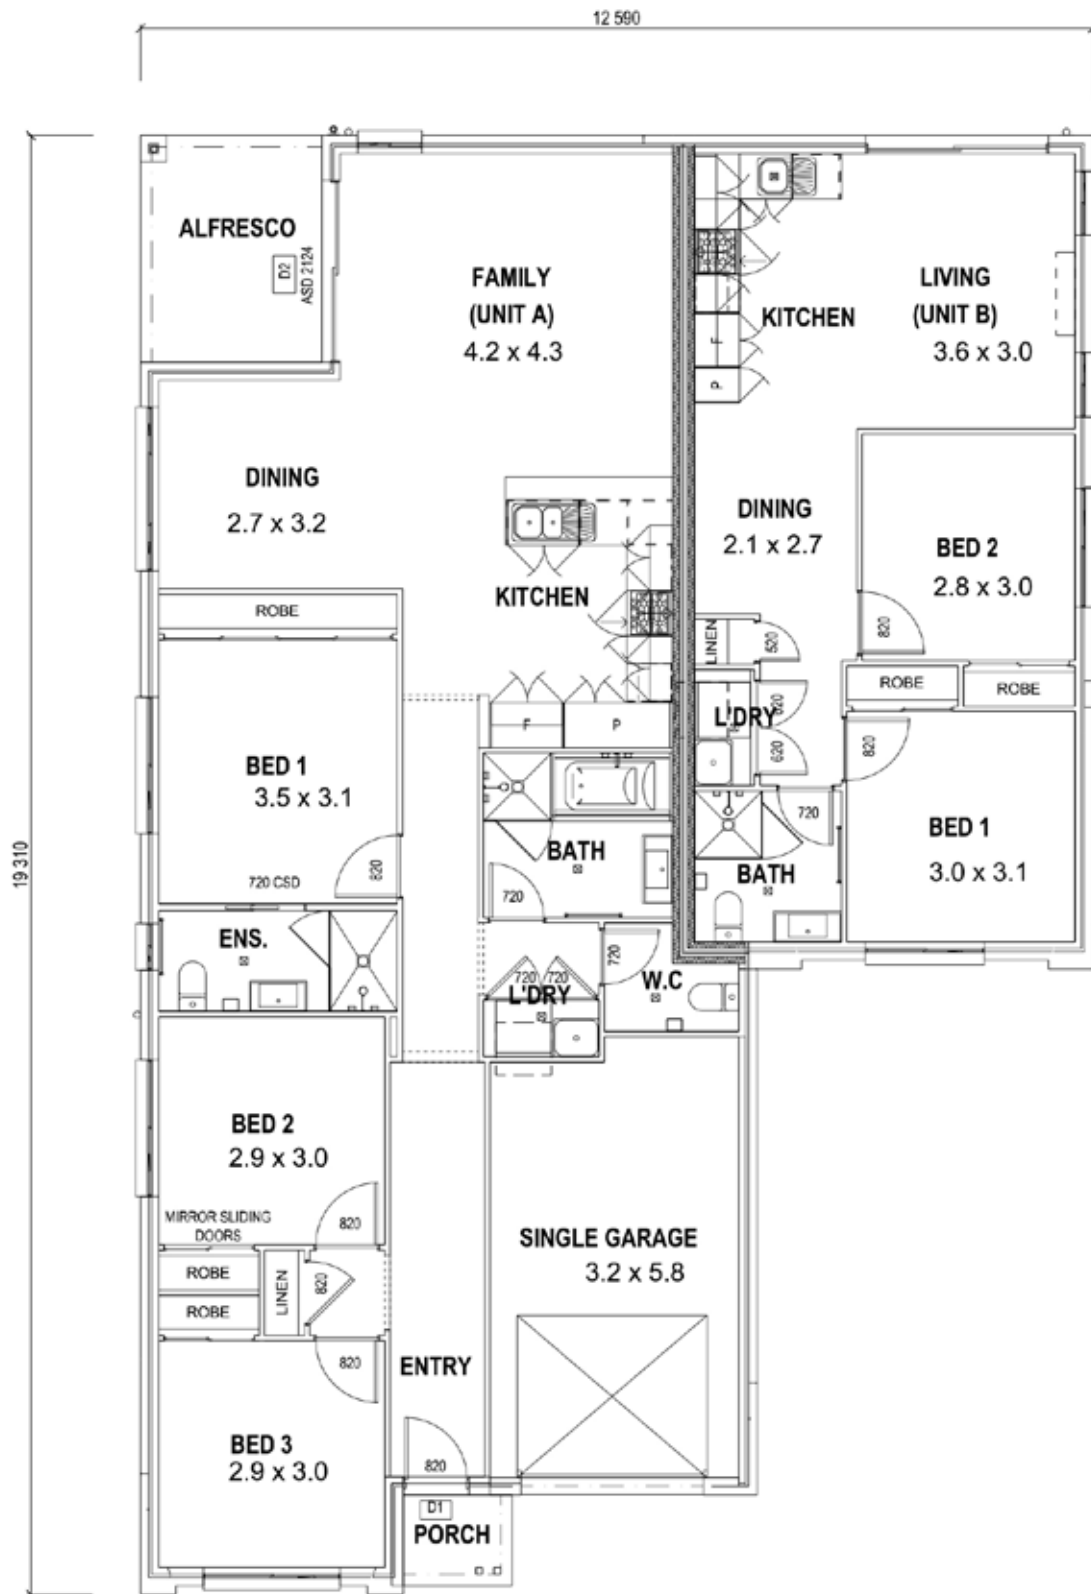 12 590
19 310
ALFRESCO
D2
ASD 2124
FAMILY
(UNIT A)
4.2 x 4.3
KITCHEN
LIVING
(UNIT B)
3.6 x 3.0
F
P
DINING
2.7 x 3.2
DINING
2.1 x 2.7
BED 2
2.8 x 3.0
820
KITCHEN
ROBE
LINEN
520
ROBE
ROBE
L'DRY
620
620
F
P
BED 1
3.5 x 3.1
820
720 CSD
820
BED 1
3.0 x 3.1
720
BATH
BATH
720
ENS.
720
W.C
720
720
L'DRY
BED 2
2.9 x 3.0
820
MIRROR SLIDING
DOORS
ROBE
ROBE
LINEN
820
820
SINGLE GARAGE
3.2 x 5.8
ENTRY
BED 3
2.9 x 3.0
820
D1
PORCH